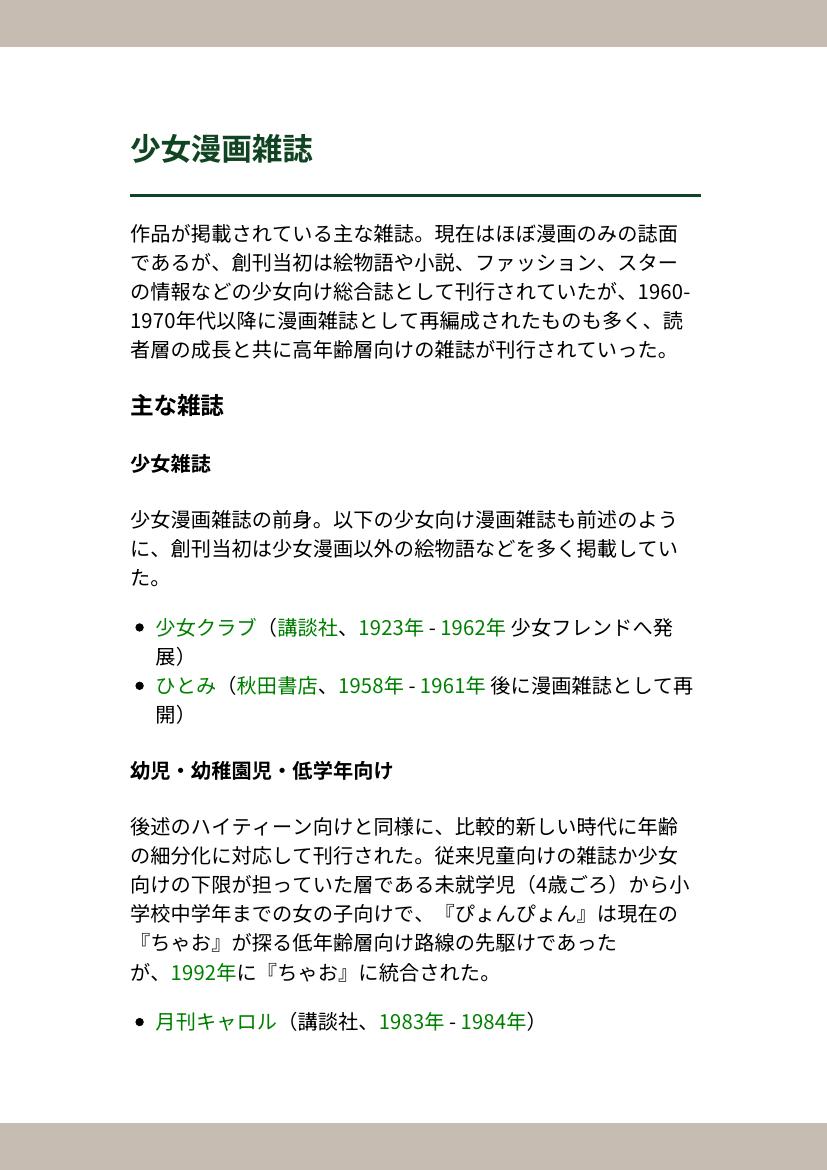 少女漫画雑誌
作品が掲載されている主な雑誌。現在はほぼ漫画のみの誌面
であるが、創刊当初は絵物語や小説、ファッション、スター
の情報などの少女向け総合誌として刊行されていたが、1960-
1970年代以降に漫画雑誌として再編成されたものも多く、読
者層の成長と共に高年齢層向けの雑誌が刊行されていった。
主な雑誌
少女雑誌
少女漫画雑誌の前身。以下の少女向け漫画雑誌も前述のよう
に、創刊当初は少女漫画以外の絵物語などを多く掲載してい
た。
• 少女クラブ（講談社、1923年 - 1962年 少女フレンドへ発
展）
• ひとみ（秋田書店、1958年 - 1961年 後に漫画雑誌として再
開）
幼児・幼稚園児・低学年向け
後述のハイティーン向けと同様に、比較的新しい時代に年齢
の細分化に対応して刊行された。従来児童向けの雑誌か少女
向けの下限が担っていた層である未就学児（4歳ごろ）から小
学校中学年までの女の子向けで、『ぴょんぴょん』は現在の
『ちゃお』が探る低年齢層向け路線の先駆けであった
が、1992年に『ちゃお』に統合された。
• 月刊キャロル（講談社、1983年 - 1984年）